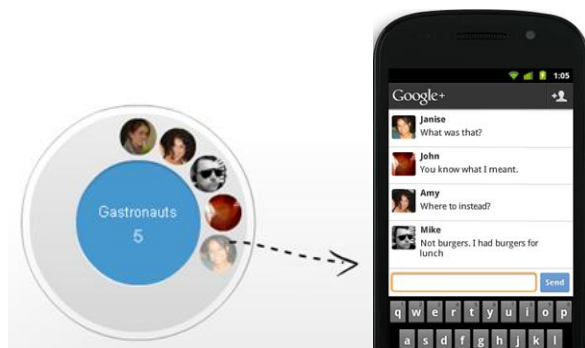 Gastronauts
5
1:05
Google+
Janise
What was that?
John
You know what I meant.
Amy
Where to instead?
Mike
Not burgers. I had burgers for
lunch
Send
q w e r t y u i o p
a s d f g h j k l